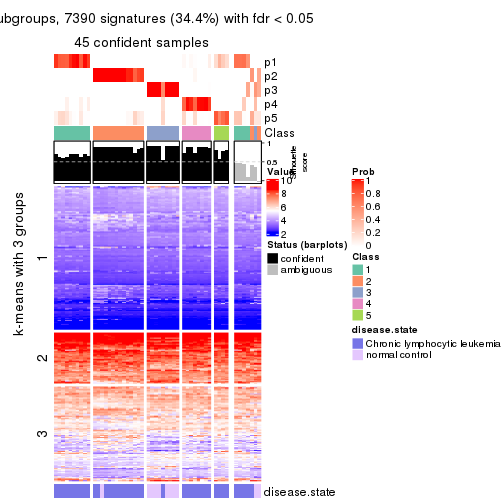 ubgroups, 7390 signatures (34.4%) with fdr < 0.05
45 confident samples
p1
p2
p3
p4
p5
Class
1
0.5
0
Silhouette score
k-means with 3 groups
1
2
3
disease.state
Value
10
8
6
4
2
Status (barplots)
confident
ambiguous
Prob
1
0.8
0.6
0.4
0.2
0
Class
1
2
3
4
5
disease.state
Chronic lymphocytic leukemia
normal control